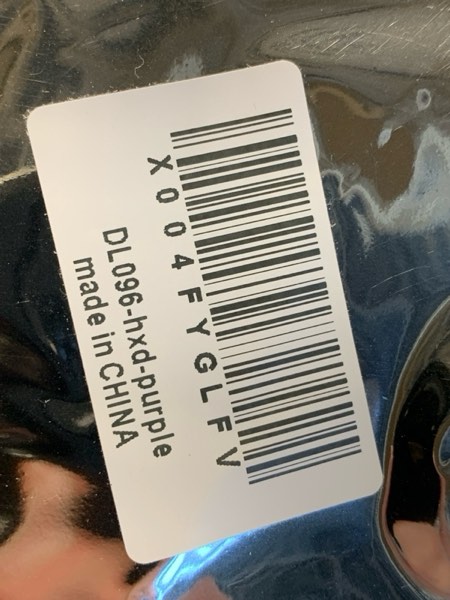 X004FYGLFV
DL096-hxd-purple
made in CHINA